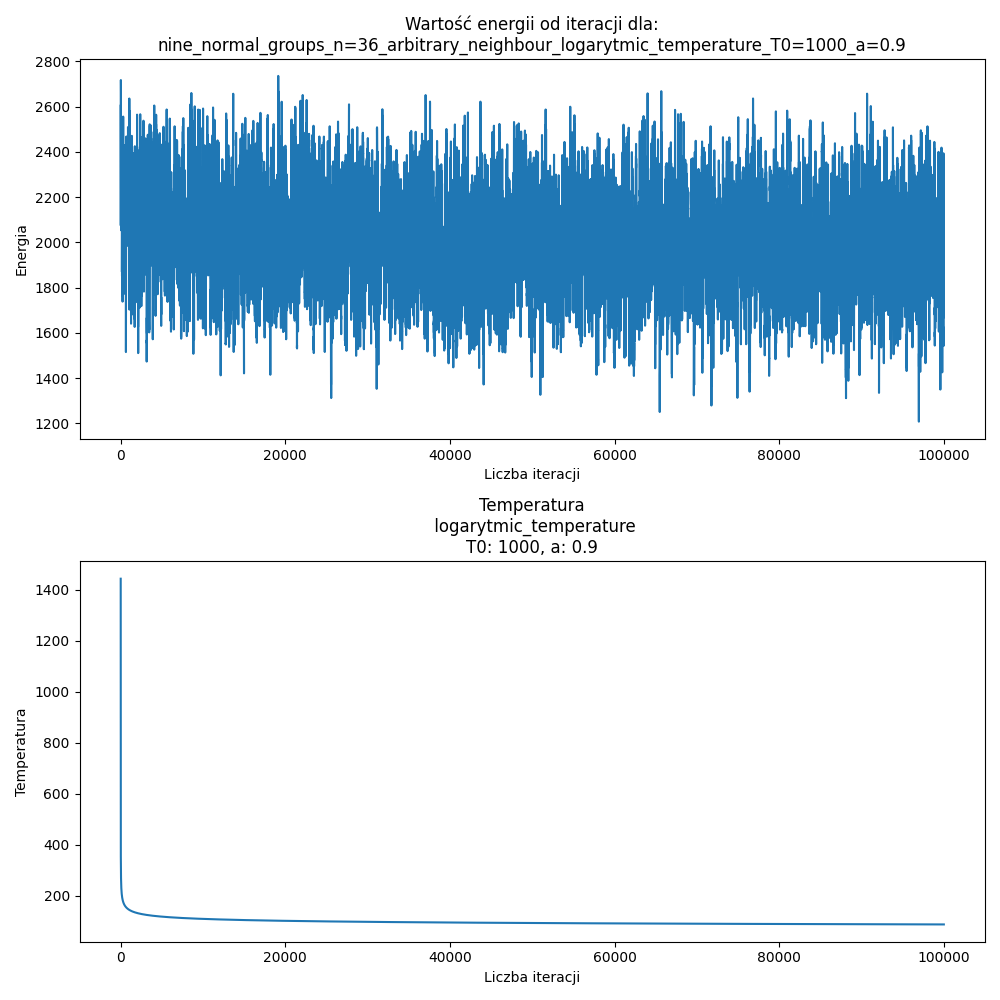 Wartość energii od iteracji dla:
nine_normal_groups_n=36_arbitrary_neighbour_logarytmic_temperature_T0=1000_a=0.9
2800
2600
2400
2200
2000
1800
1600
1400
1200
Energia
0 20000 40000 60000 80000 100000
Liczba iteracji
Temperatura
logarytmic_temperature
T0: 1000, a: 0.9
1400
1200
1000
800
600
400
200
Temperatura
0 20000 40000 60000 80000 100000
Liczba iteracji